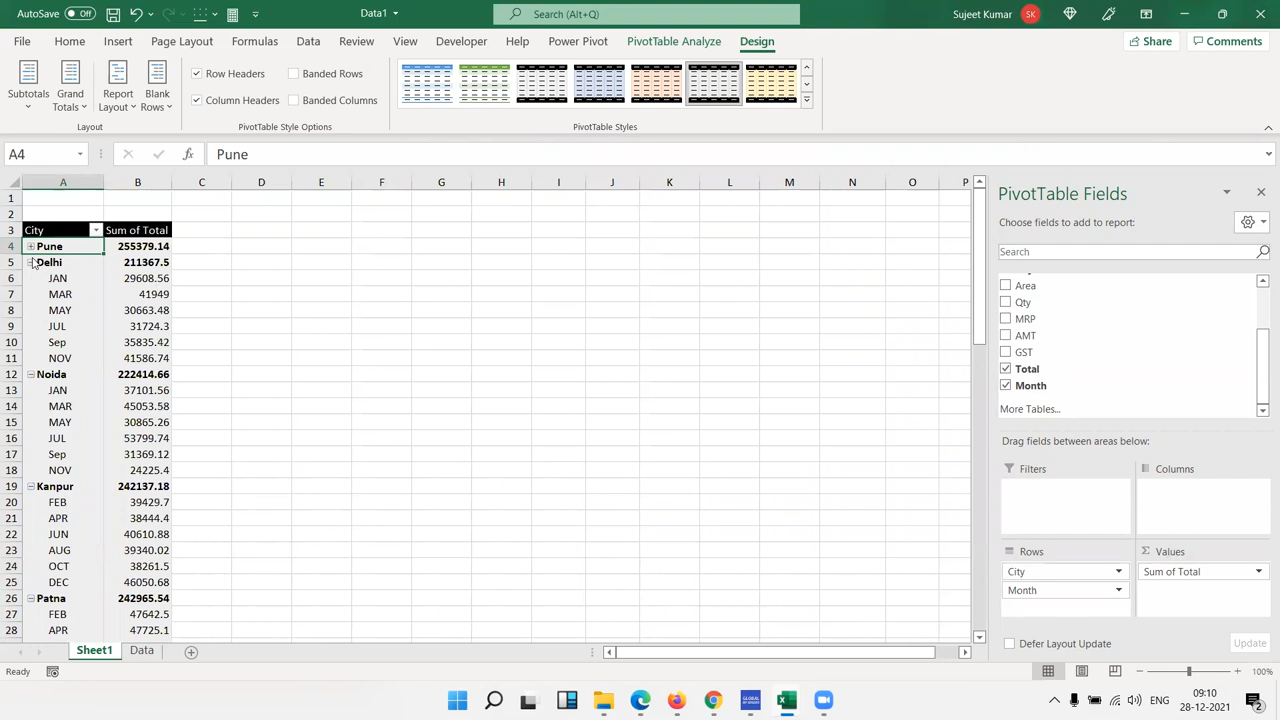 AutoSave Off Data1 Search (Alt+Q) Sujeet Kumar SK
File Home Insert Page Layout Formulas Data Review View Developer Help Power Pivot PivotTable Analyze Design Share Comments
Subtotals Grand Totals Report Layout Blank Rows
Row Headers Banded Rows
Column Headers Banded Columns
Layout PivotTable Style Options PivotTable Styles
A4 fx Pune
A B C D E F G H I J K L M N O P
1
2
3 City Sum of Total
4 Pune 255379.14
5 Delhi 211367.5
6 JAN 29608.56
7 MAR 41949
8 MAY 30663.48
9 JUL 31724.3
10 Sep 35835.42
11 NOV 41586.74
12 Noida 222414.66
13 JAN 37101.56
14 MAR 45053.58
15 MAY 30865.26
16 JUL 53799.74
17 Sep 31369.12
18 NOV 24225.4
19 Kanpur 242137.18
20 FEB 39429.7
21 APR 38444.4
22 JUN 40610.88
23 AUG 39340.02
24 OCT 38261.5
25 DEC 46050.68
26 Patna 242965.54
27 FEB 47642.5
28 APR 47725.1
PivotTable Fields
Choose fields to add to report:
Search
Area
Qty
MRP
AMT
GST
Total
Month
More Tables...
Drag fields between areas below:
Filters Columns
Rows Values
City Sum of Total
Month
Defer Layout Update Update
Sheet1 Data
Ready 100%
ENG 09:10
28-12-2021 2